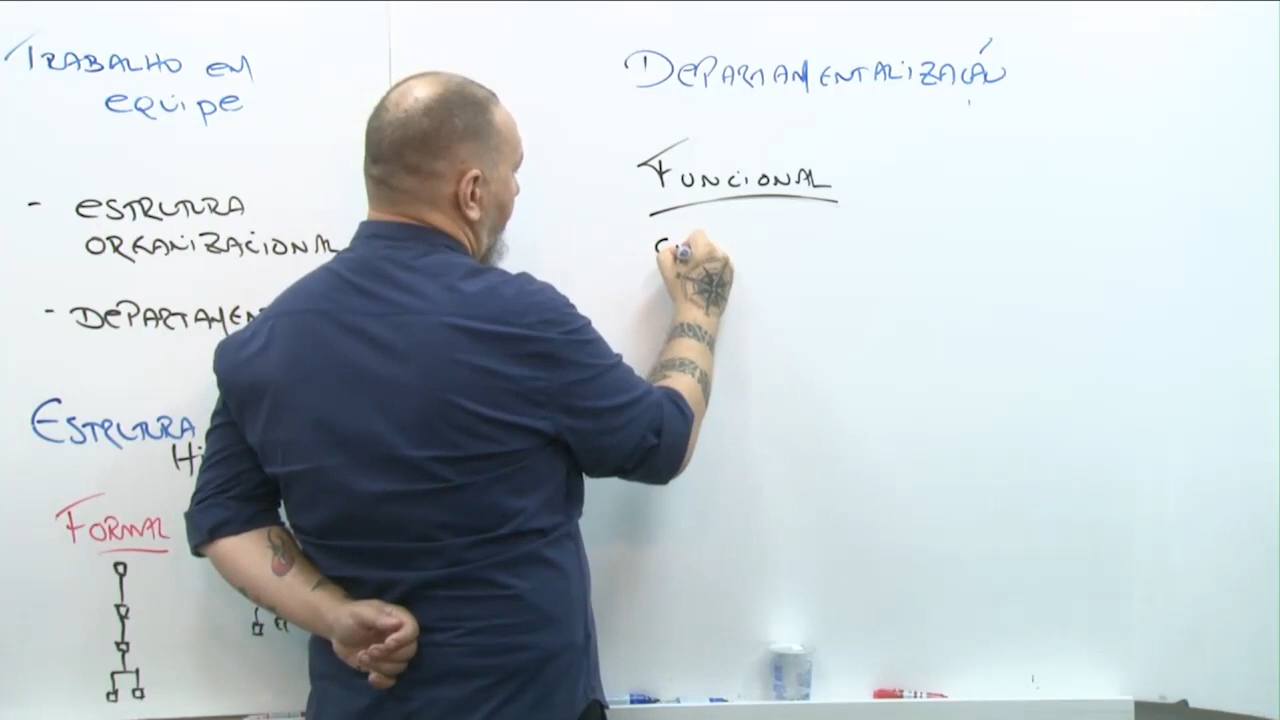 Trabalho em
equipe
- Estrutura
Organizacional
- Departamen
Estrutura
Hi
Formal
Departamentalização
Funcional